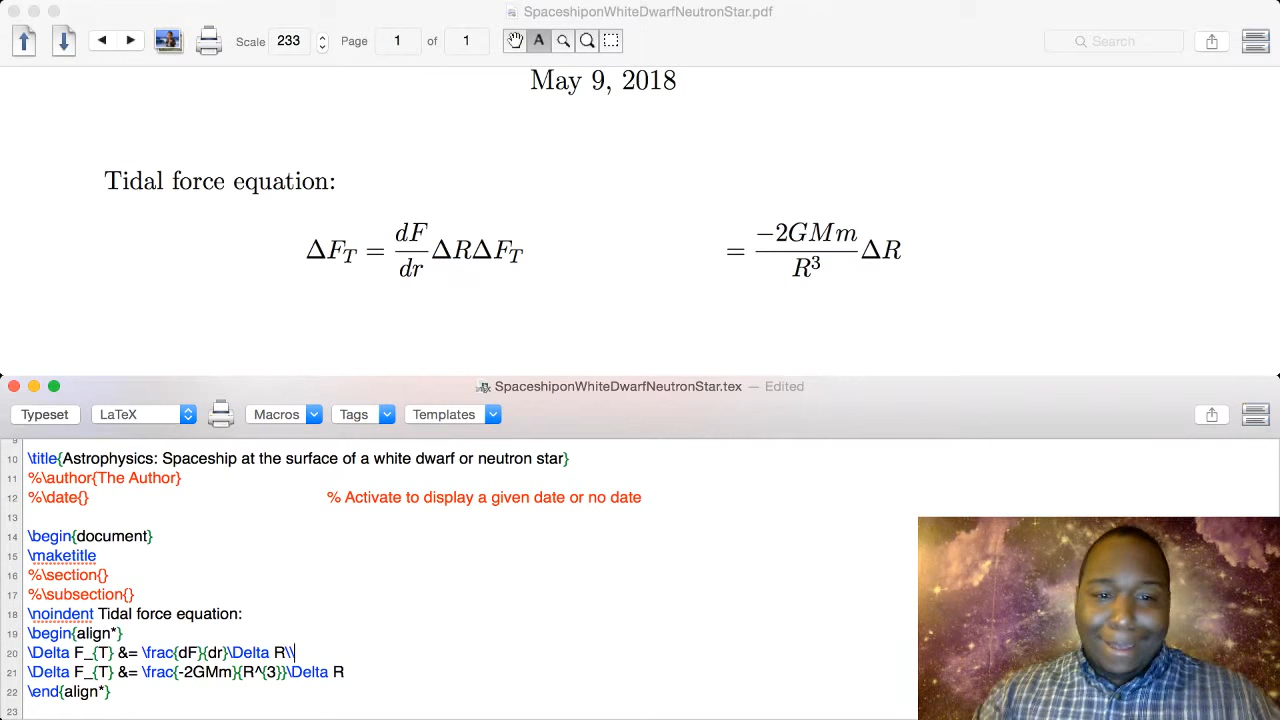 SpaceshiponWhiteDwarfNeutronStar.pdf
Scale 233 Page 1 of 1 Search
May 9, 2018
Tidal force equation:
ΔF_T = dF/dr ΔRΔF_T = −2GMm/R³ ΔR
SpaceshiponWhiteDwarfNeutronStar.tex — Edited
Typeset LaTeX Macros Tags Templates
9
10 \title{Astrophysics: Spaceship at the surface of a white dwarf or neutron star}
11 %\author{The Author}
12 %\date{} % Activate to display a given date or no date
13
14 \begin{document}
15 \maketitle
16 %\section{}
17 %\subsection{}
18 \noindent Tidal force equation:
19 \begin{align*}
20 \Delta F_{T} &= \frac{dF}{dr}\Delta R\\
21 \Delta F_{T} &= \frac{-2GMm}{R^{3}}\Delta R
22 \end{align*}
23